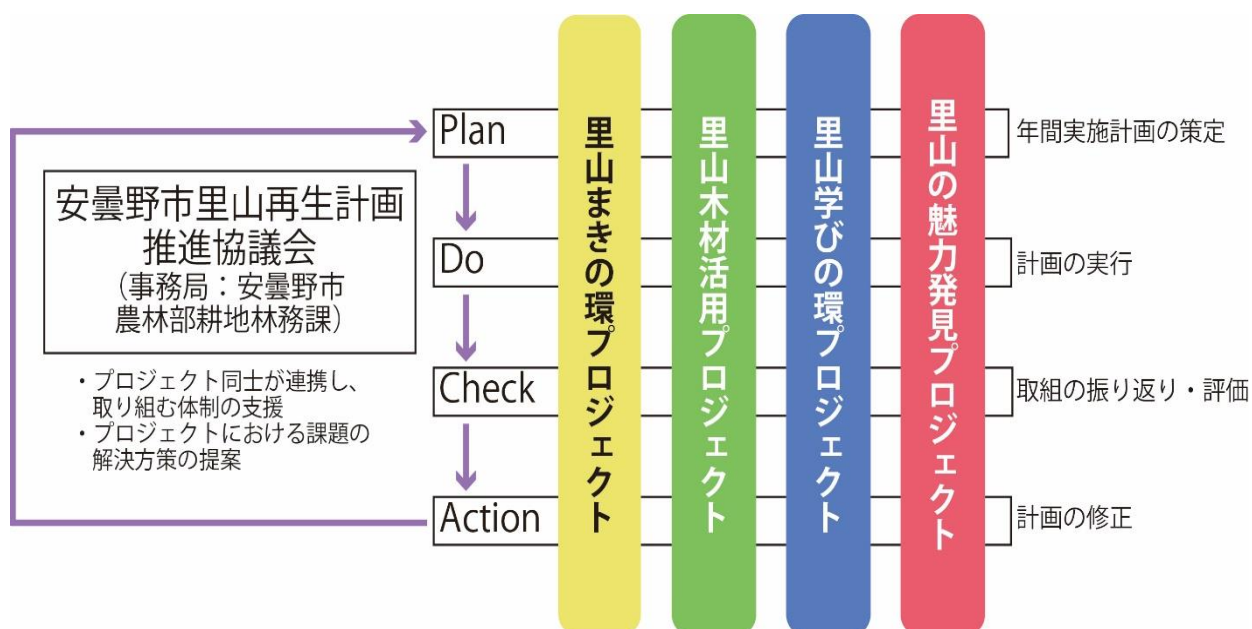 安曇野市里山再生計画
推進協議会
（事務局：安曇野市
農林部耕地林務課）
・プロジェクト同士が連携し、
取り組む体制の支援
・プロジェクトにおける課題の
解決方策の提案
Plan
Do
Check
Action
里山まきの環プロジェクト
里山木材活用プロジェクト
里山学びの環プロジェクト
里山の魅力発見プロジェクト
年間実施計画の策定
計画の実行
取組の振り返り・評価
計画の修正